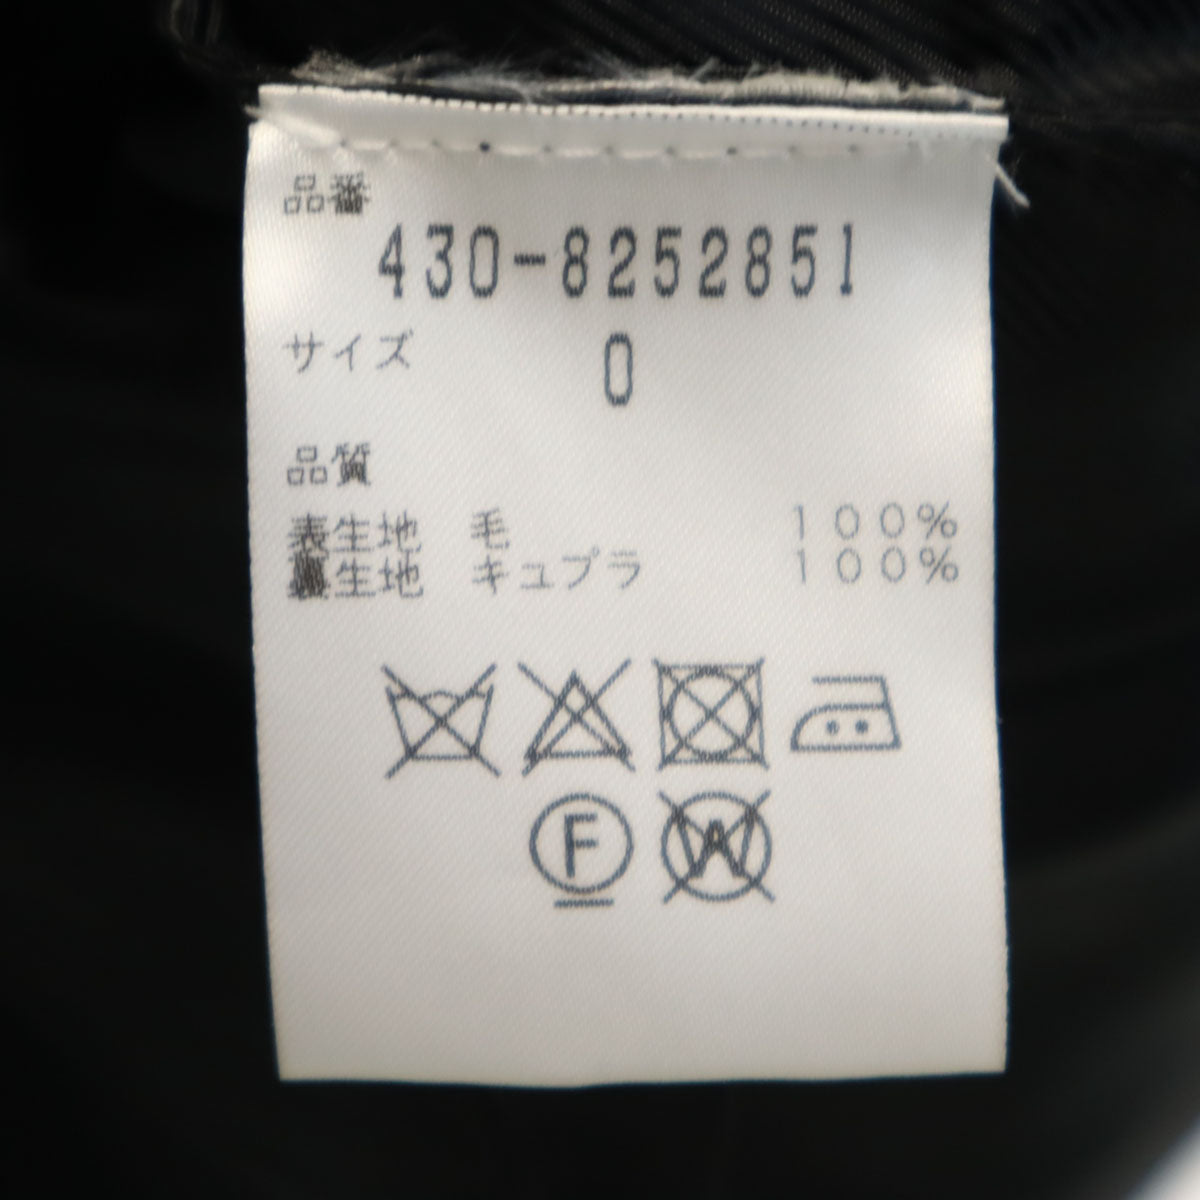 品番
430-8252851
サイズ 0
品質
表生地 毛 100%
裏生地 キュプラ 100%
F W